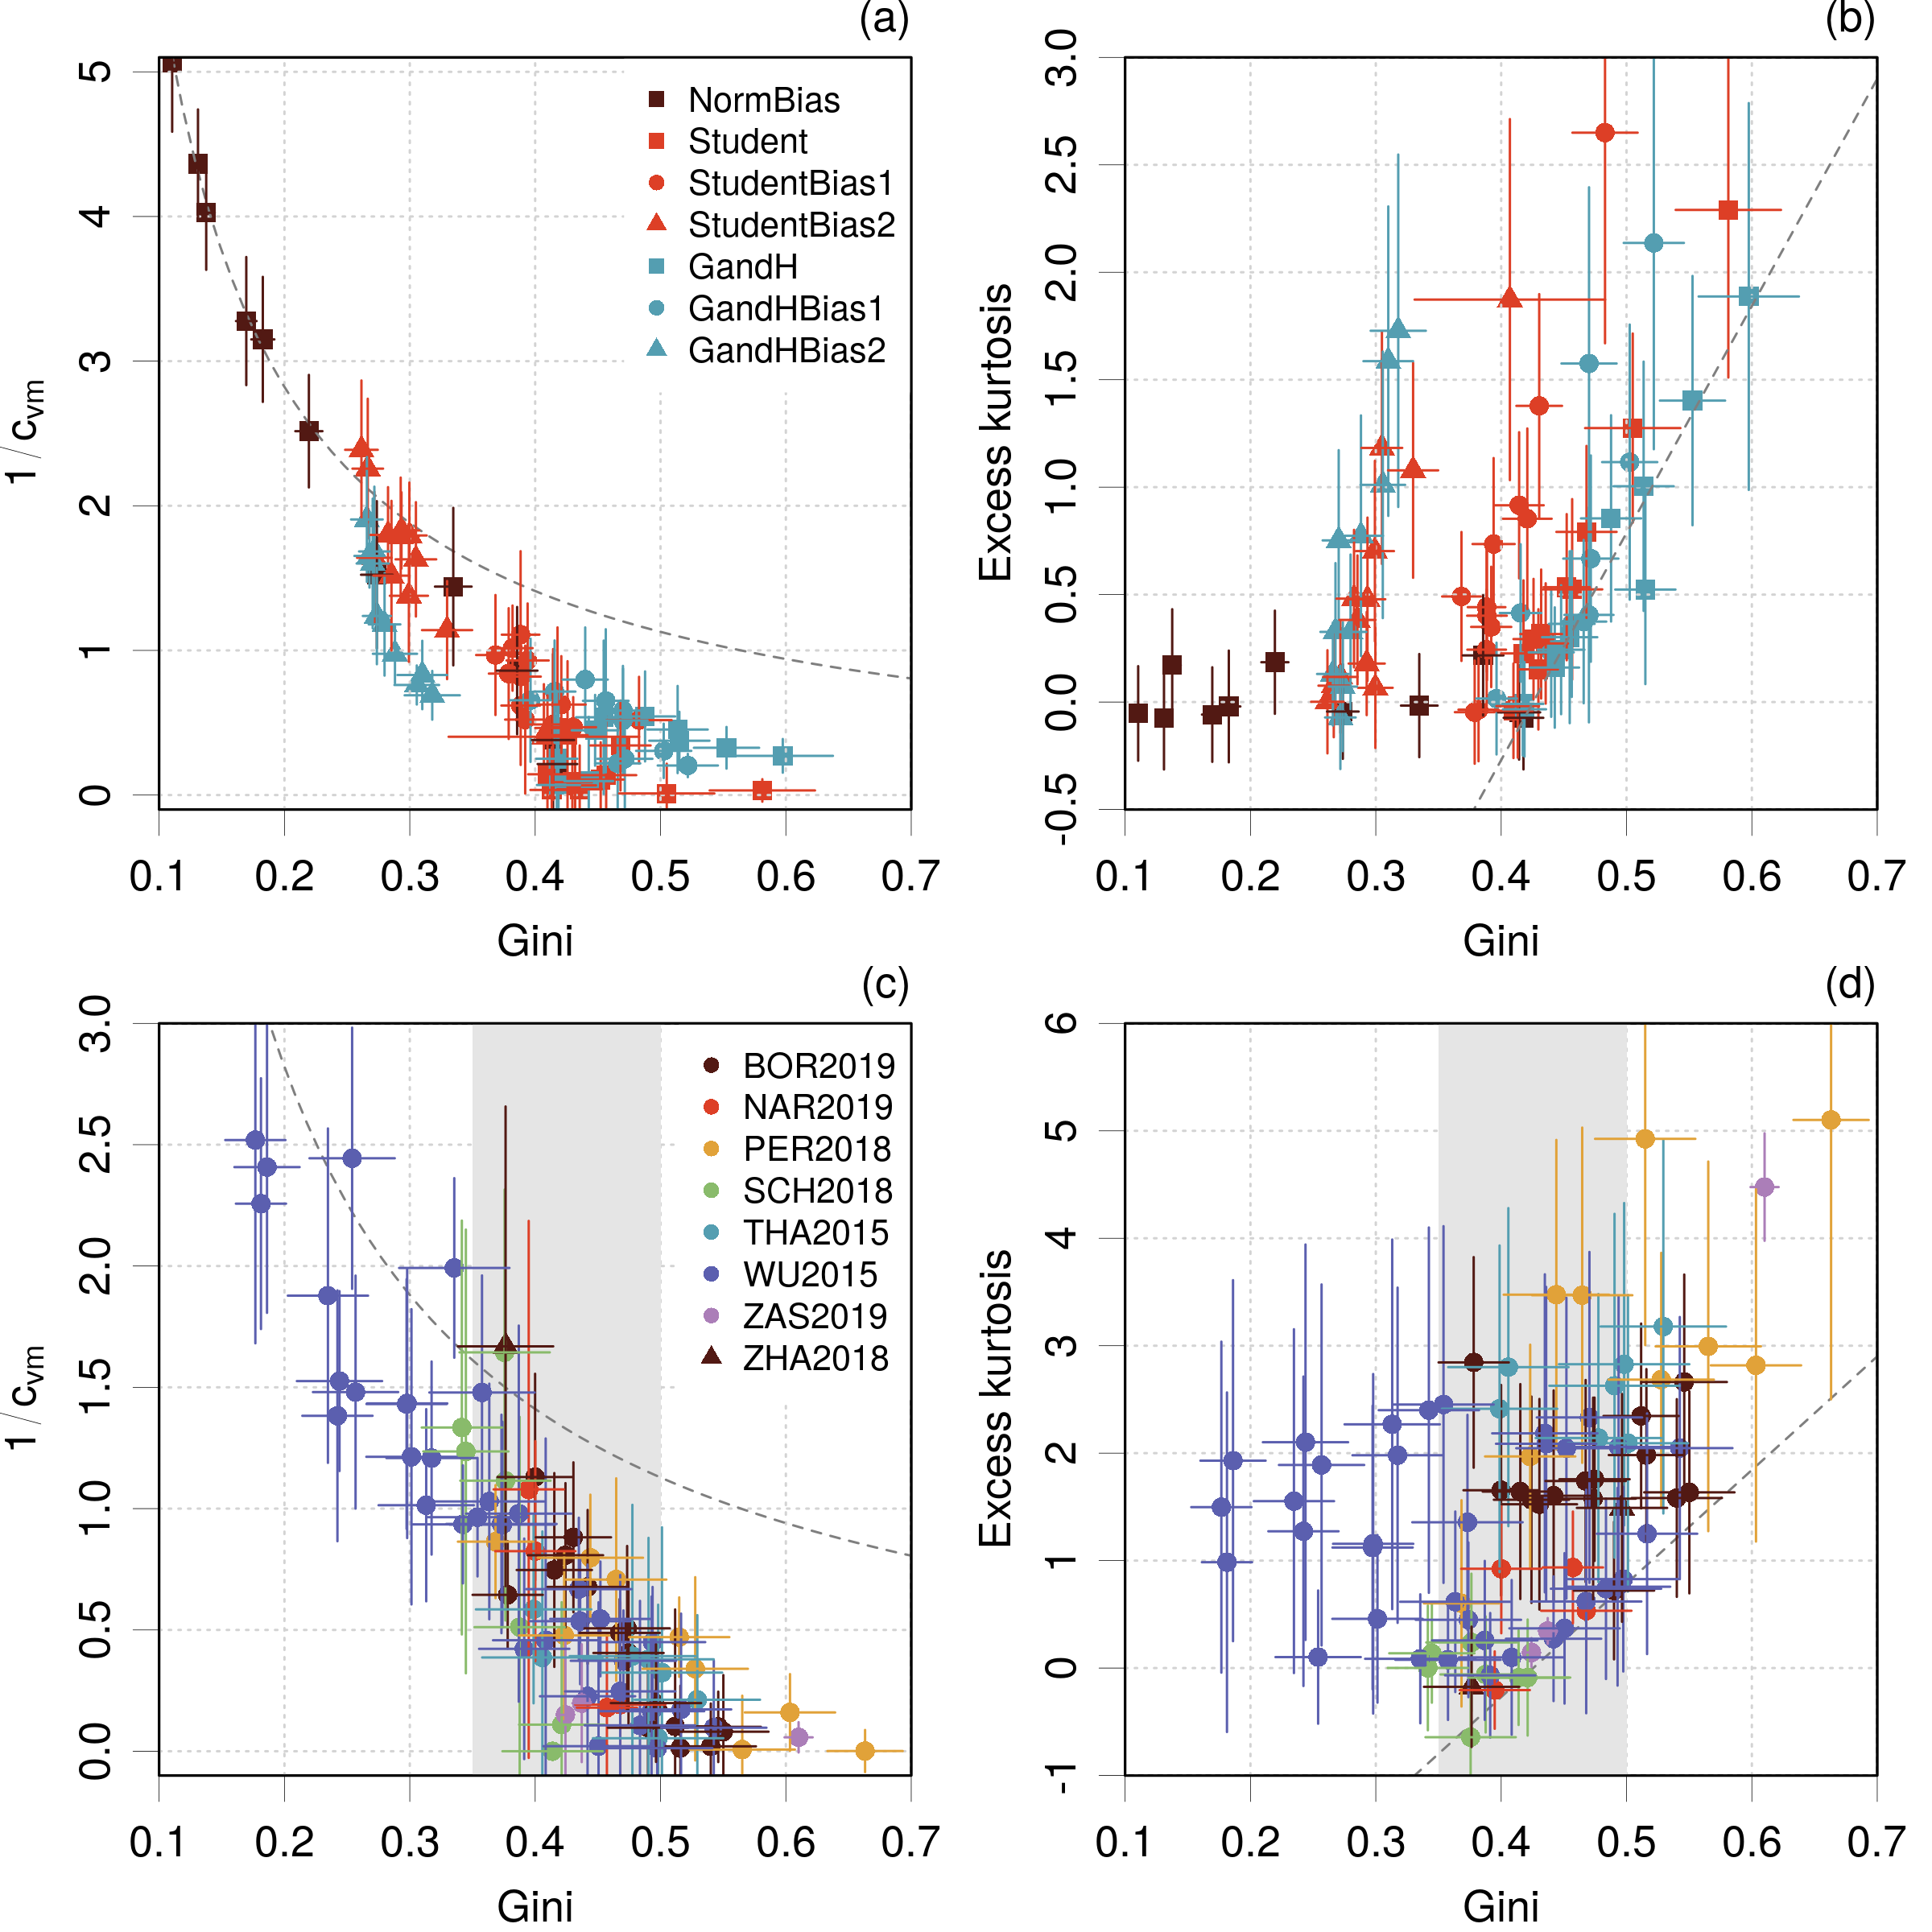 (a)
5
4
3
2
1
0
1/cvm
NormBias
Student
StudentBias1
StudentBias2
GandH
GandHBias1
GandHBias2
0.1 0.2 0.3 0.4 0.5 0.6 0.7
Gini
(b)
3.0
2.5
2.0
1.5
1.0
0.5
0.0
-0.5
Excess kurtosis
0.1 0.2 0.3 0.4 0.5 0.6 0.7
Gini
(c)
3.0
2.5
2.0
1.5
1.0
0.5
0.0
1/cvm
BOR2019
NAR2019
PER2018
SCH2018
THA2015
WU2015
ZAS2019
ZHA2018
0.1 0.2 0.3 0.4 0.5 0.6 0.7
Gini
(d)
6
5
4
3
2
1
0
-1
Excess kurtosis
0.1 0.2 0.3 0.4 0.5 0.6 0.7
Gini